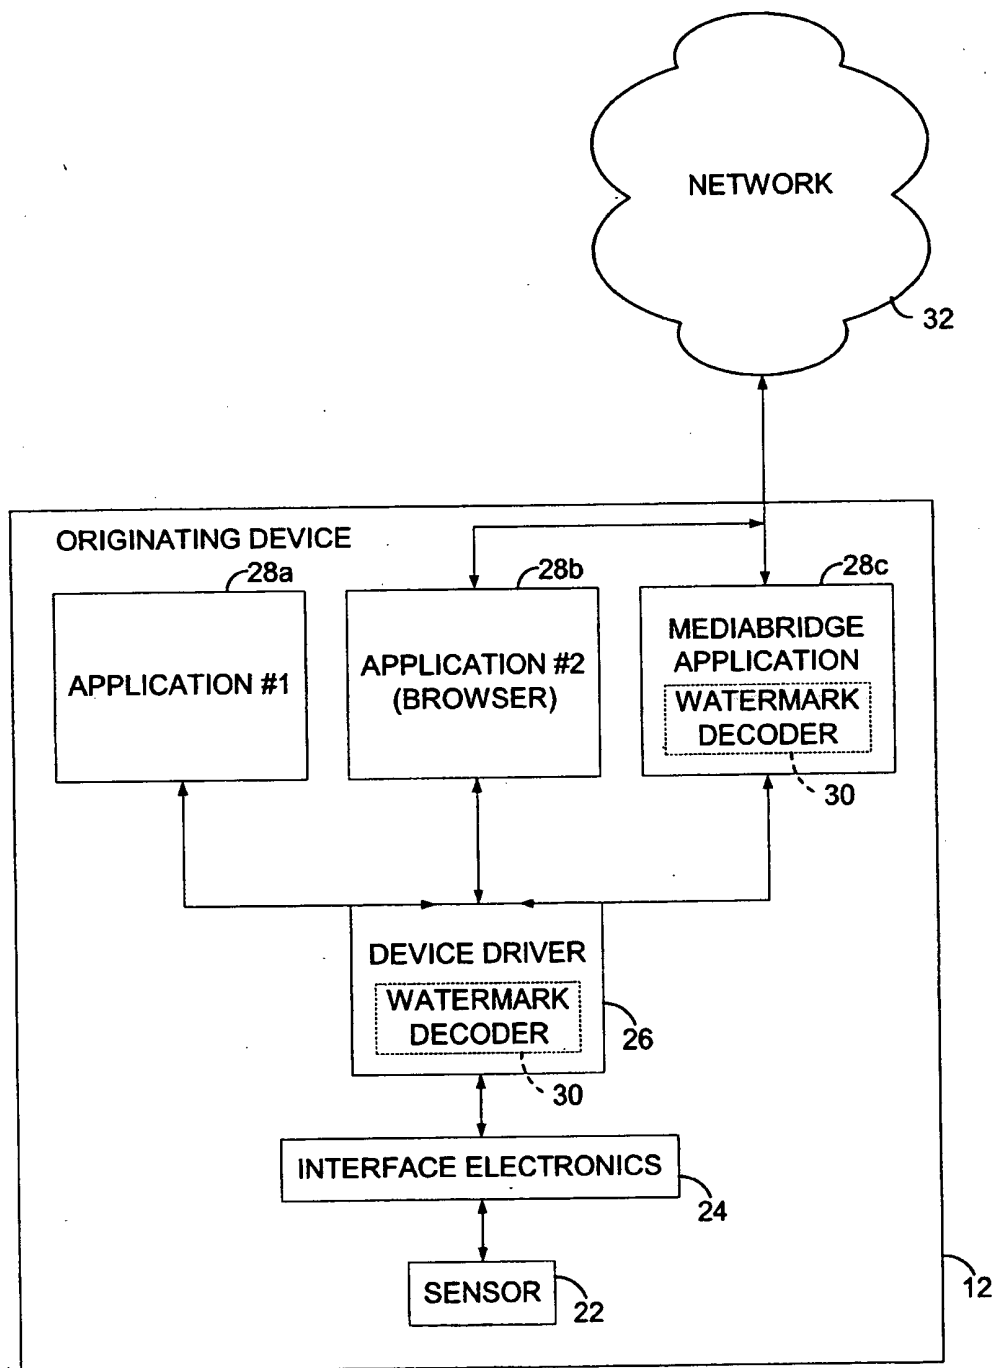 NETWORK
32
ORIGINATING DEVICE
28a
28b
28c
APPLICATION #1
APPLICATION #2
(BROWSER)
MEDIABRIDGE
APPLICATION
WATERMARK
DECODER
30
DEVICE DRIVER
WATERMARK
DECODER
26
30
INTERFACE ELECTRONICS
24
SENSOR
22
12